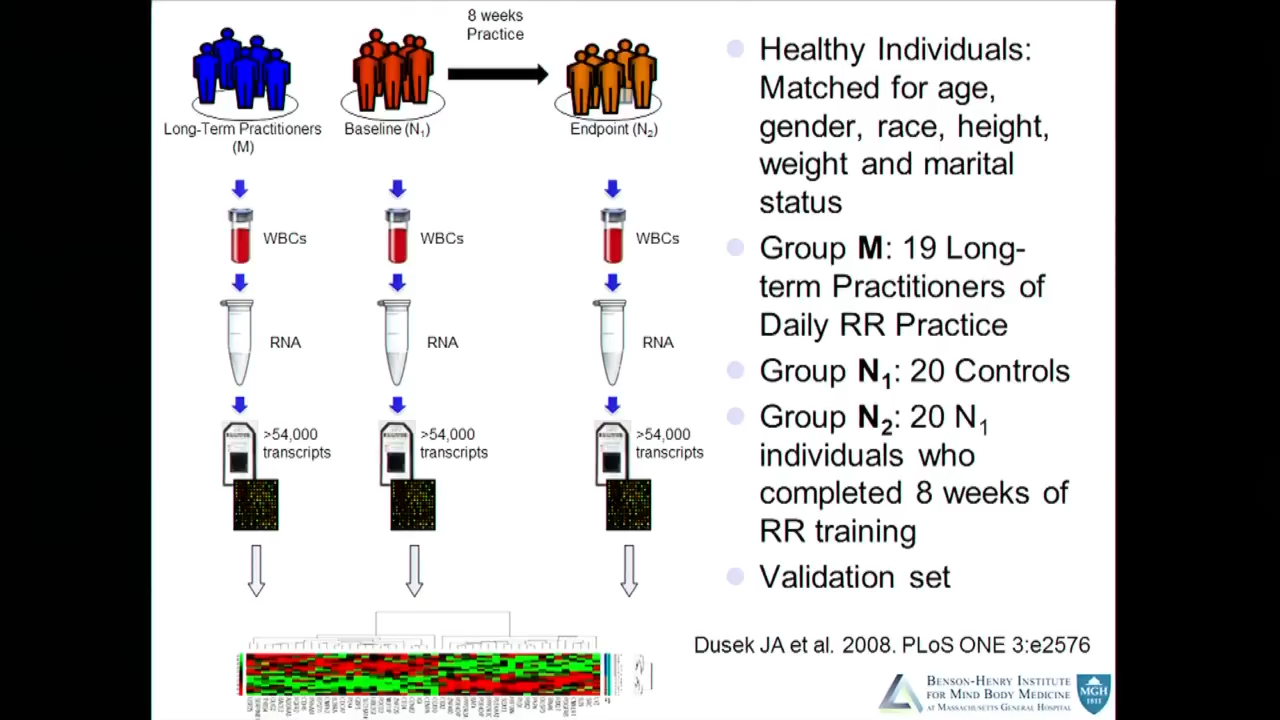 8 weeks
Practice
Long-Term Practitioners
(M)
Baseline (N1)
Endpoint (N2)
WBCs
WBCs
WBCs
RNA
RNA
RNA
>54,000
transcripts
>54,000
transcripts
>54,000
transcripts
Healthy Individuals:
Matched for age,
gender, race, height,
weight and marital
status
Group M: 19 Long-
term Practitioners of
Daily RR Practice
Group N1: 20 Controls
Group N2: 20 N1
individuals who
completed 8 weeks of
RR training
Validation set
Dusek JA et al. 2008. PLoS ONE 3:e2576
BENSON-HENRY INSTITUTE
FOR MIND BODY MEDICINE
AT MASSACHUSETTS GENERAL HOSPITAL
MGH
1811